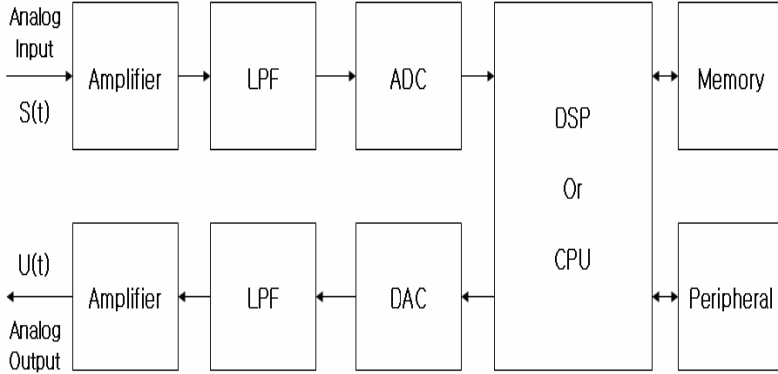 Analog
Input
S(t)
Amplifier
LPF
ADC
DSP
Or
CPU
Memory
U(t)
Analog
Output
Amplifier
LPF
DAC
Peripheral